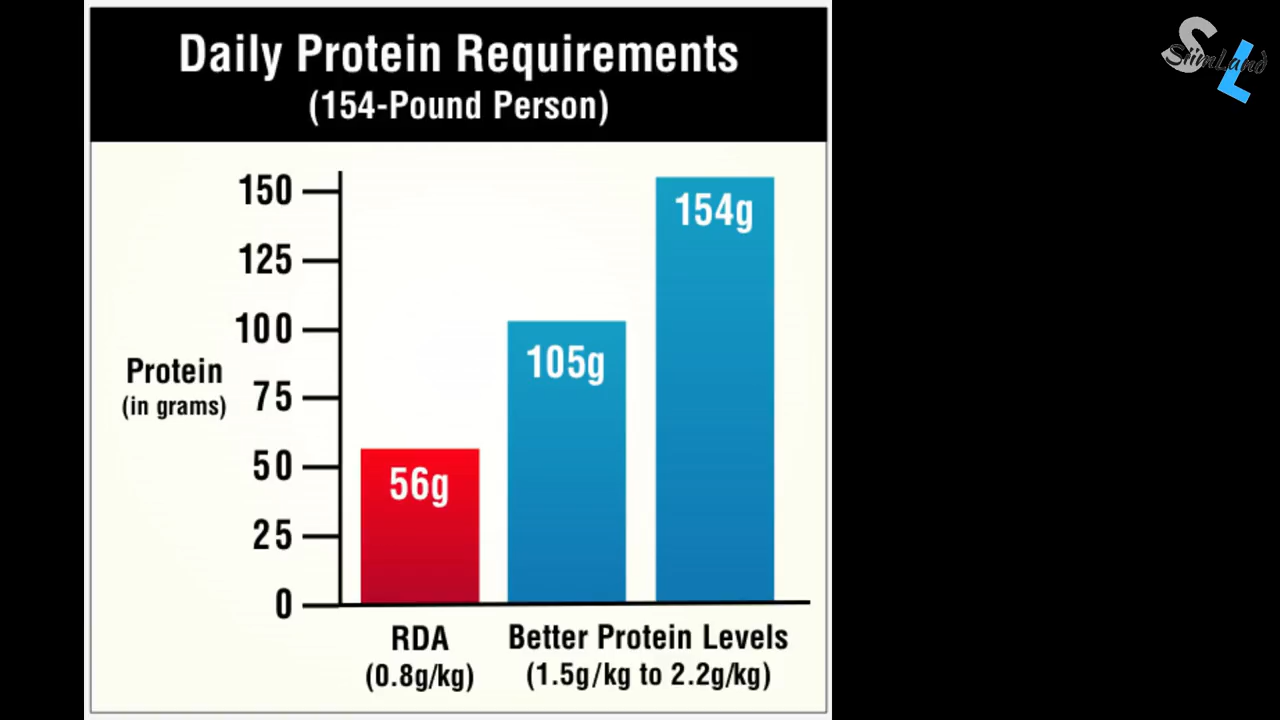 Daily Protein Requirements
(154-Pound Person)
S
L
SiimLand
150
125
100
75
50
25
0
Protein
(in grams)
56g
105g
154g
RDA
(0.8g/kg)
Better Protein Levels
(1.5g/kg to 2.2g/kg)